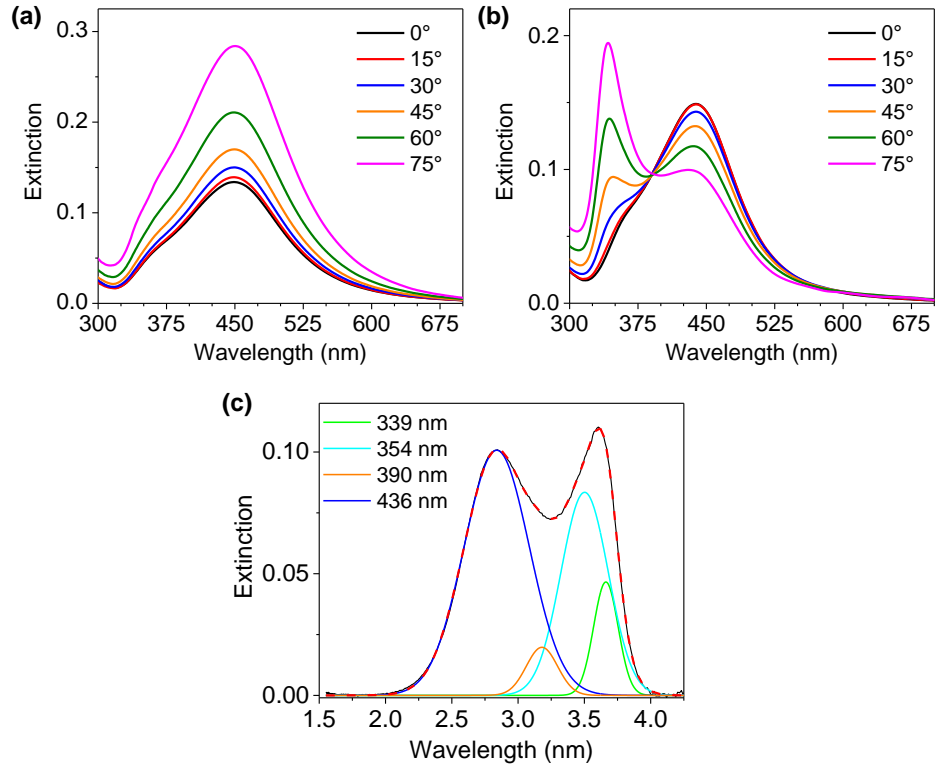 (a)
0.3
0.2
0.1
0.0
Extinction
0°
15°
30°
45°
60°
75°
300 375 450 525 600 675
Wavelength (nm)
(b)
0.2
0.1
0.0
Extinction
0°
15°
30°
45°
60°
75°
300 375 450 525 600 675
Wavelength (nm)
(c)
0.10
0.05
0.00
Extinction
339 nm
354 nm
390 nm
436 nm
1.5 2.0 2.5 3.0 3.5 4.0
Wavelength (nm)